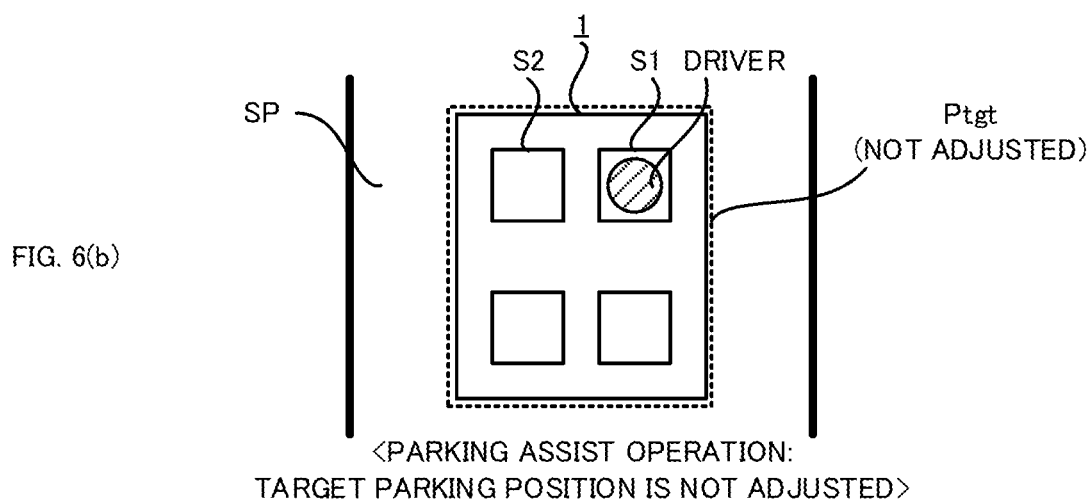 1
S2
S1 DRIVER
SP
Ptgt
(NOT ADJUSTED)
FIG. 6(b)
<PARKING ASSIST OPERATION:
TARGET PARKING POSITION IS NOT ADJUSTED>